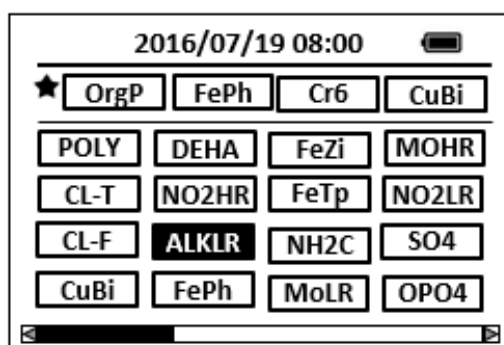 2016/07/19 08:00
OrgP FePh Cr6 CuBi
POLY DEHA FeZi MOHR
CL-T NO2HR FeTp NO2LR
CL-F ALKLR NH2C SO4
CuBi FePh MoLR OPO4